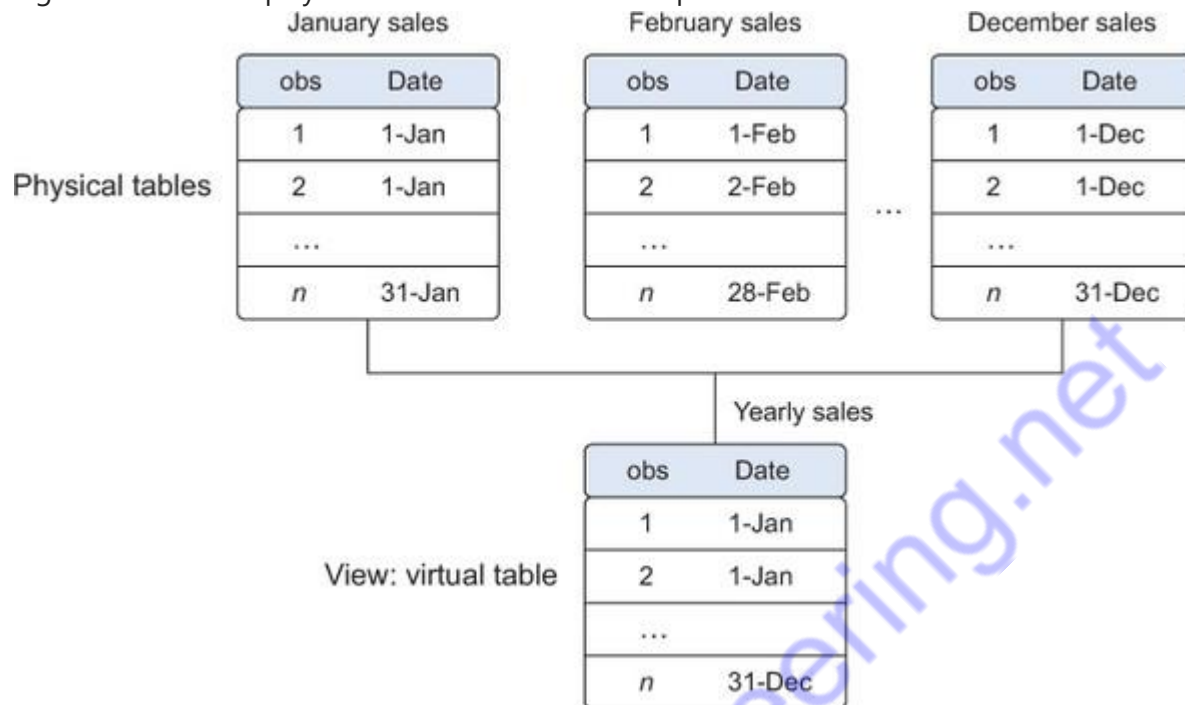 January sales
February sales
December sales
obs Date
1 1-Jan
2 1-Jan
...
n 31-Jan
obs Date
1 1-Feb
2 2-Feb
...
n 28-Feb
obs Date
1 1-Dec
2 1-Dec
...
n 31-Dec
Physical tables
...
Yearly sales
obs Date
1 1-Jan
2 1-Jan
...
n 31-Dec
View: virtual table
ering.net